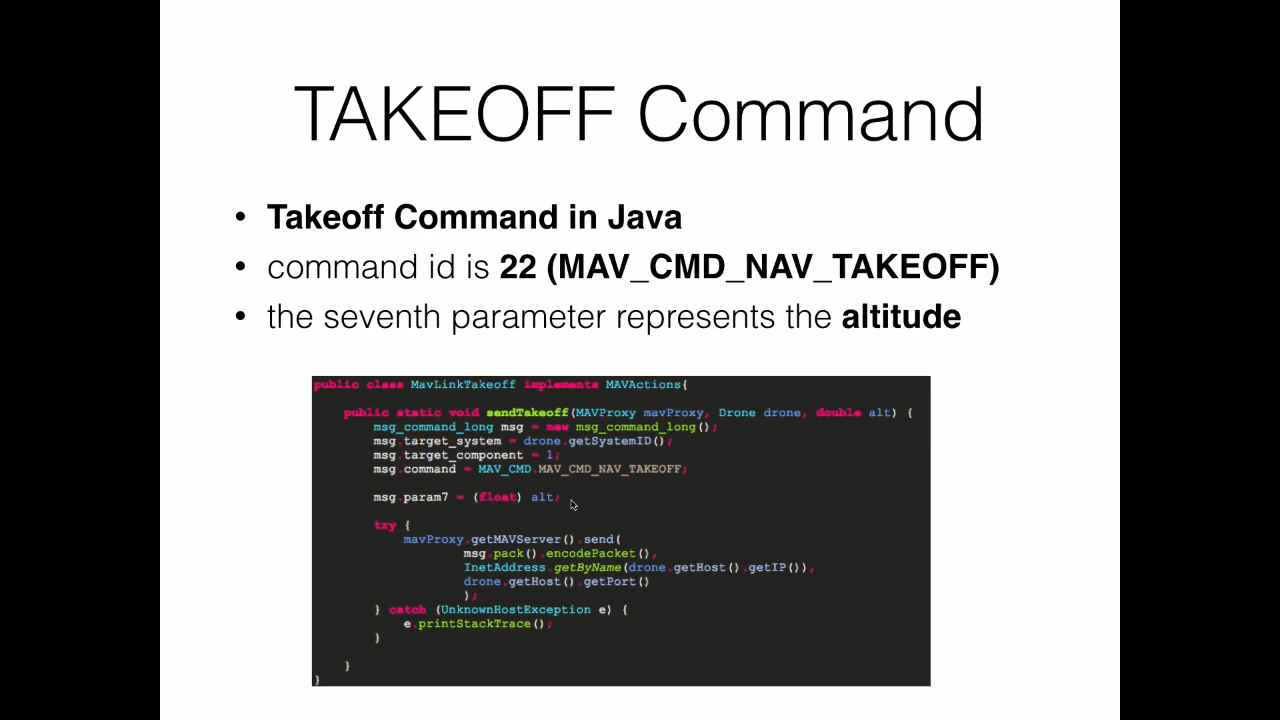 TAKEOFF Command
• Takeoff Command in Java
• command id is 22 (MAV_CMD_NAV_TAKEOFF)
• the seventh parameter represents the altitude
public class MavLinkTakeoff implements MAVActions{
public static void sendTakeoff(MAVProxy mavProxy, Drone drone, double alt) {
msg_command_long msg = new msg_command_long();
msg.target_system = drone.getSystemID();
msg.target_component = 1;
msg.command = MAV_CMD.MAV_CMD_NAV_TAKEOFF;
msg.param7 = (float) alt;
try {
mavProxy.getMAVServer().send(
msg.pack().encodePacket(),
InetAddress.getByName(drone.getHost().getIP()),
drone.getHost().getPort()
);
} catch (UnknownHostException e) {
e.printStackTrace();
}
}
}